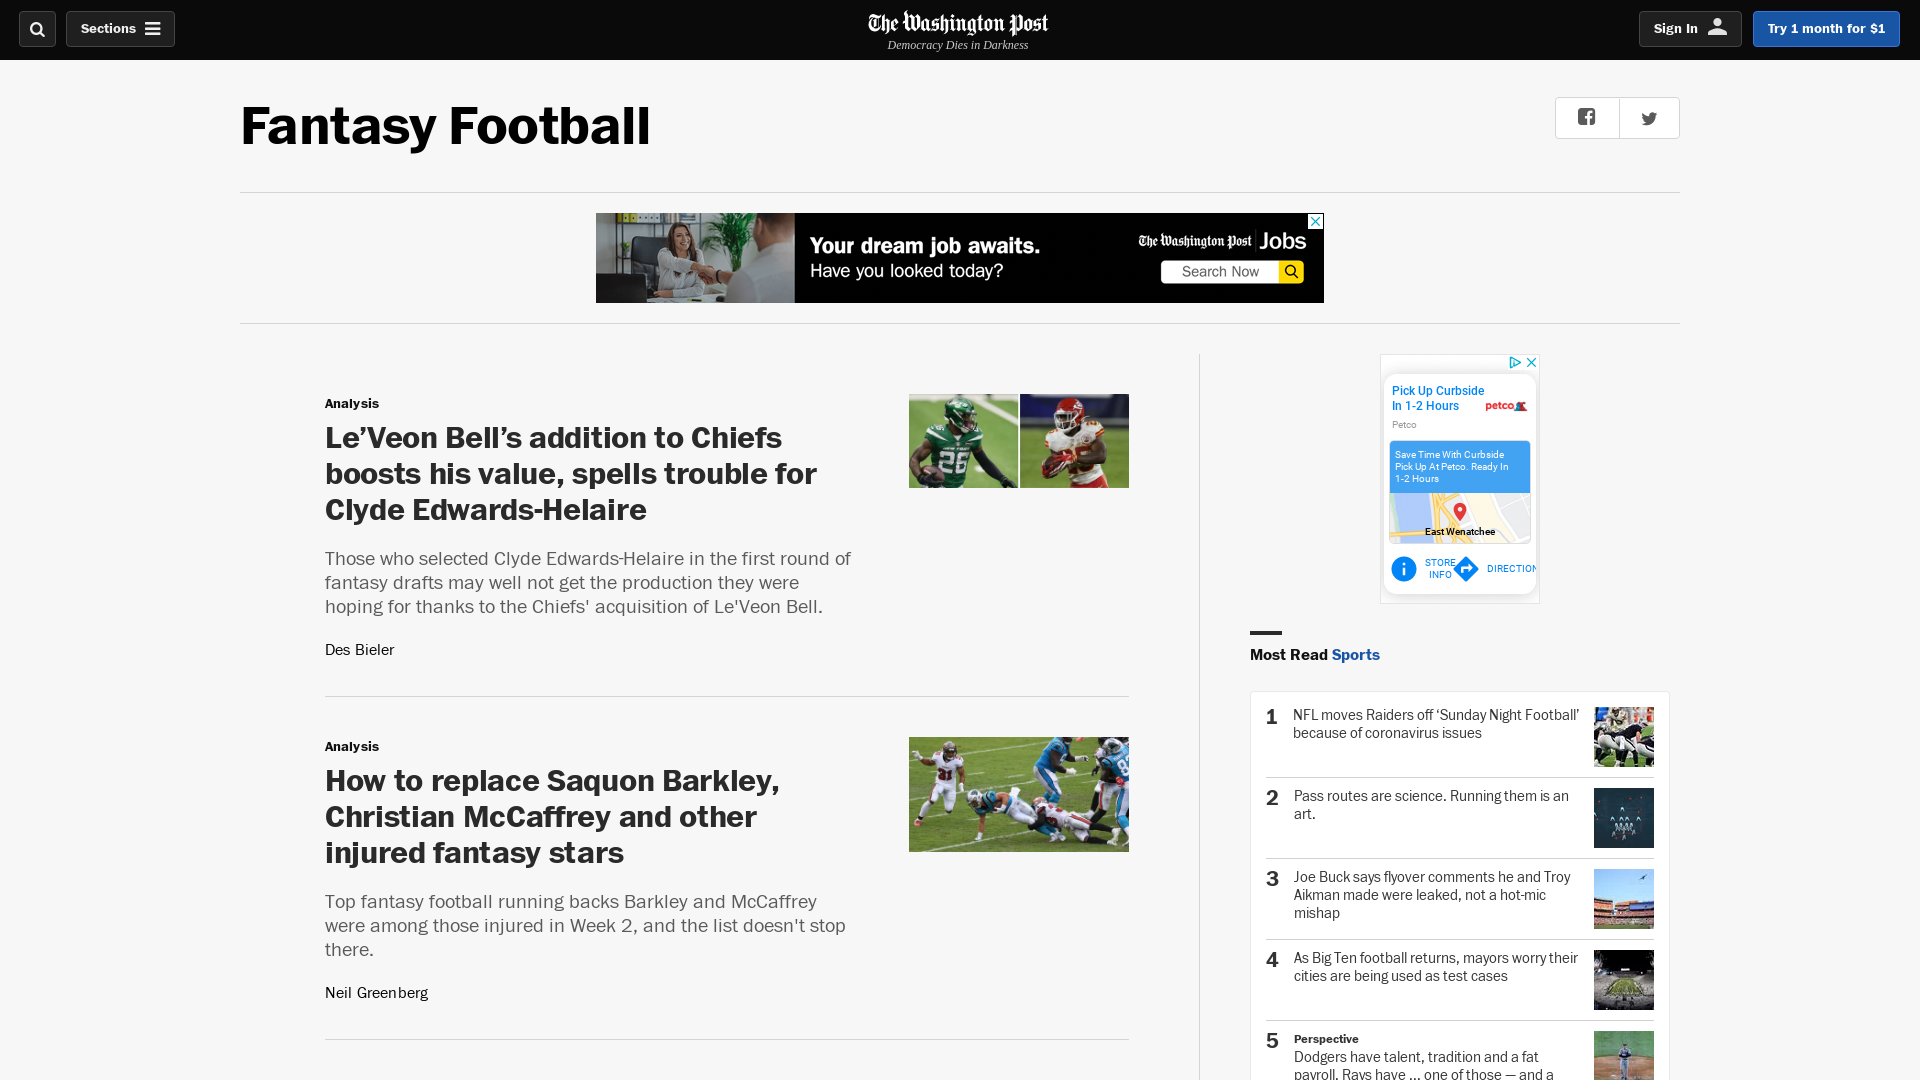 Sections
The Washington Post
Democracy Dies in Darkness
Sign In
Try 1 month for $1
Fantasy Football
Your dream job awaits.
Have you looked today?
The Washington Post Jobs
Search Now
Analysis
Le’Veon Bell’s addition to Chiefs
boosts his value, spells trouble for
Clyde Edwards-Helaire
Those who selected Clyde Edwards-Helaire in the first round of
fantasy drafts may well not get the production they were
hoping for thanks to the Chiefs' acquisition of Le'Veon Bell.
Des Bieler
Analysis
How to replace Saquon Barkley,
Christian McCaffrey and other
injured fantasy stars
Top fantasy football running backs Barkley and McCaffrey
were among those injured in Week 2, and the list doesn't stop
there.
Neil Greenberg
Pick Up Curbside
In 1-2 Hours
petco
Petco
Save Time With Curbside
Pick Up At Petco. Ready In
1-2 Hours
East Wenatchee
STORE
INFO
DIRECTION
Most Read Sports
1 NFL moves Raiders off ‘Sunday Night Football’
because of coronavirus issues
2 Pass routes are science. Running them is an
art.
3 Joe Buck says flyover comments he and Troy
Aikman made were leaked, not a hot-mic
mishap
4 As Big Ten football returns, mayors worry their
cities are being used as test cases
5 Perspective
Dodgers have talent, tradition and a fat
payroll. Rays have ... one of those — and a